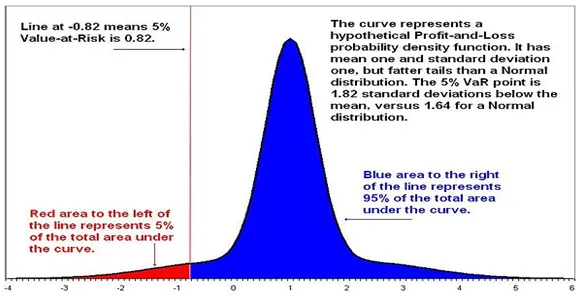 Line at -0.82 means 5%
Value-at-Risk is 0.82.
The curve represents a
hypothetical Profit-and-Loss
probability density function. It has
mean one and standard deviation
one, but fatter tails than a Normal
distribution. The 5% VaR point is
1.82 standard deviations below the
mean, versus 1.64 for a Normal
distribution.
Blue area to the right
of the line represents
95% of the total area
under the curve.
Red area to the left of
the line represents 5%
of the total area under
the curve.
-4 -3 -2 -1 0 1 2 3 4 5 6